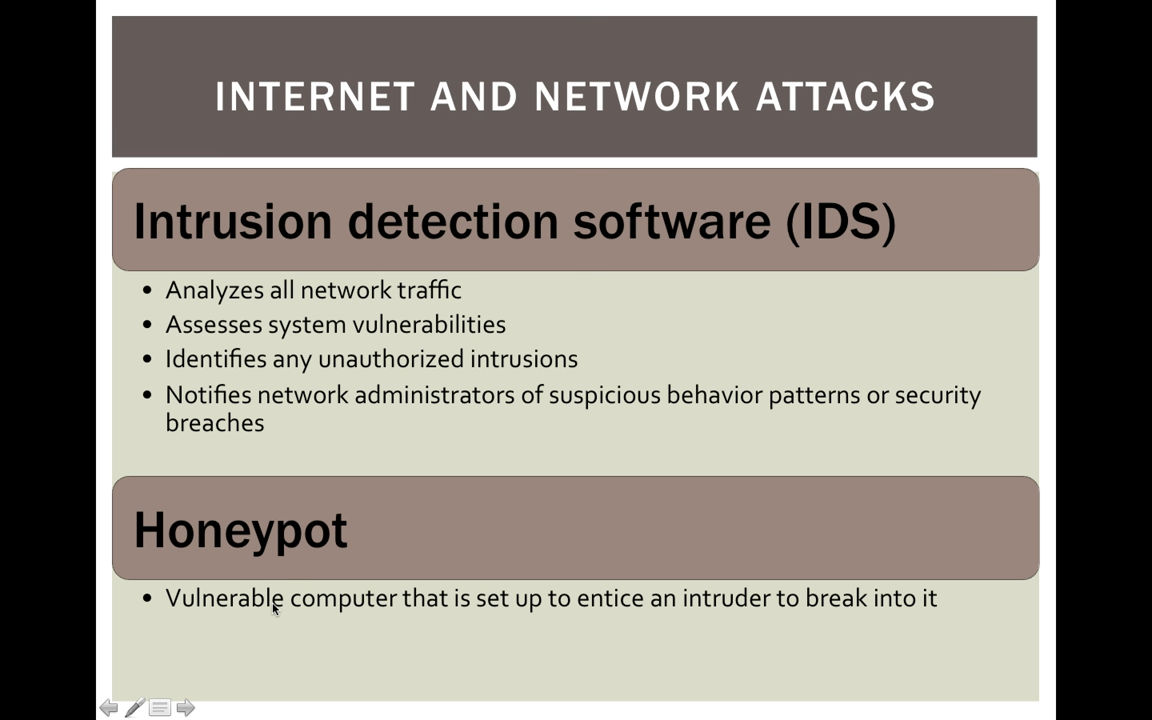 INTERNET AND NETWORK ATTACKS
Intrusion detection software (IDS)
• Analyzes all network traffic
• Assesses system vulnerabilities
• Identifies any unauthorized intrusions
• Notifies network administrators of suspicious behavior patterns or security
breaches
Honeypot
• Vulnerable computer that is set up to entice an intruder to break into it